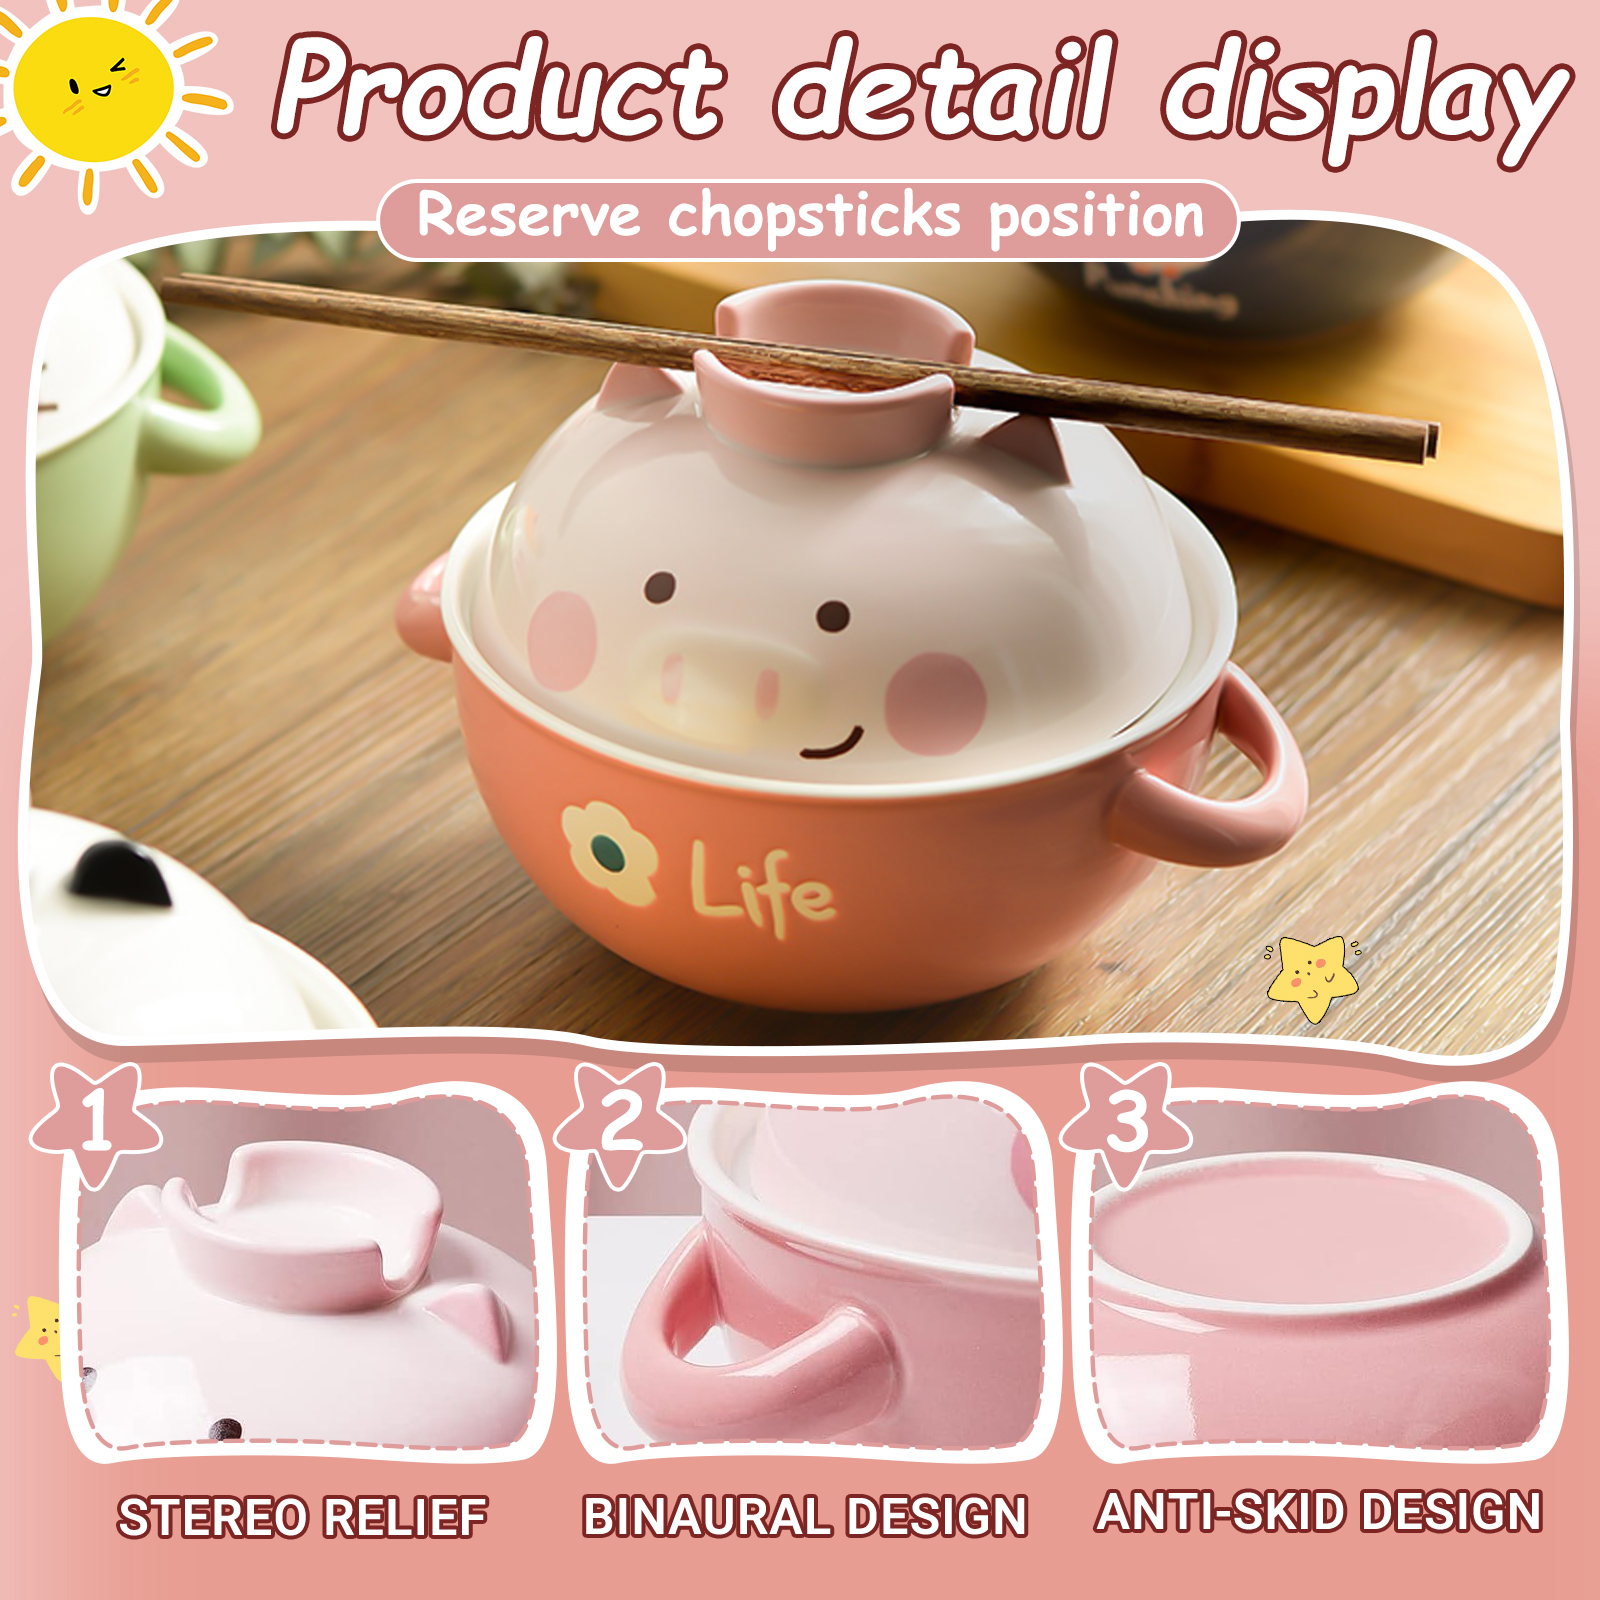 Product detail display
Reserve chopsticks position
Life
1
2
3
STEREO RELIEF
BINAURAL DESIGN
ANTI-SKID DESIGN